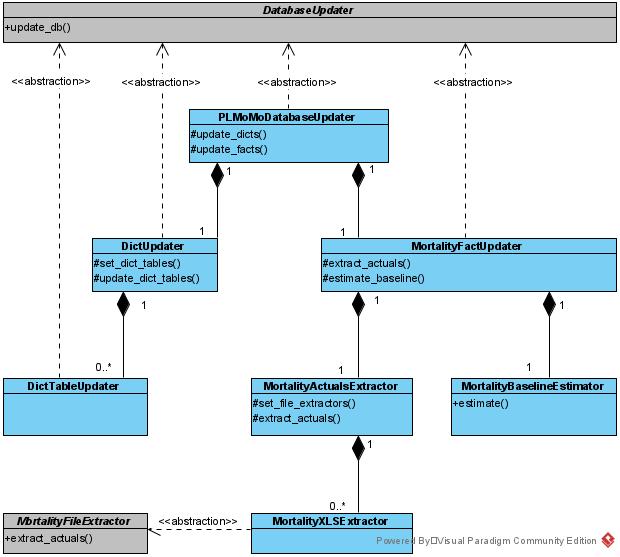 DatabaseUpdater
+update_db()
<<abstraction>>
<<abstraction>>
<<abstraction>>
<<abstraction>>
PLMoMoDatabaseUpdater
#update_dicts()
#update_facts()
1
1
1
1
DictUpdater
#set_dict_tables()
#update_dict_tables()
MortalityFactUpdater
#extract_actuals()
#estimate_baseline()
1
1
1
0..*
1
1
DictTableUpdater
MortalityActualsExtractor
#set_file_extractors()
#extract_actuals()
MortalityBaselineEstimator
+estimate()
1
0..*
MortalityFileExtractor
+extract_actuals()
<<abstraction>>
MortalityXLSExtractor
Powered By Visual Paradigm Community Edition